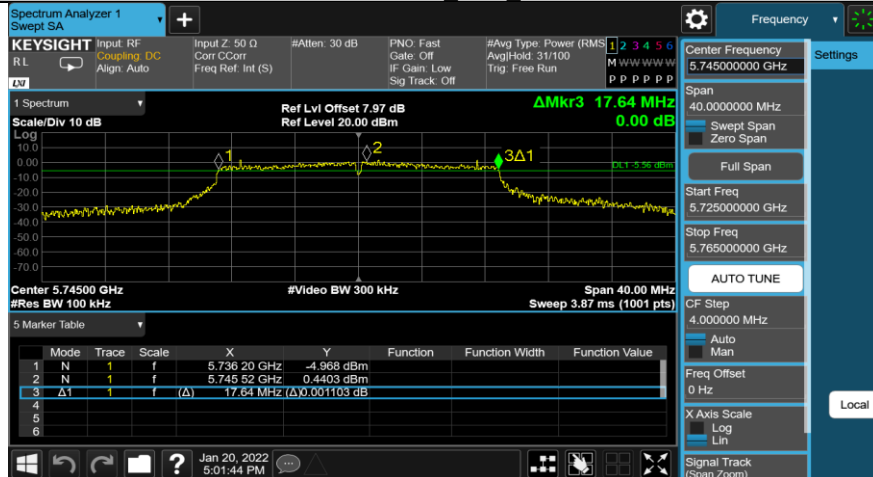 Spectrum Analyzer 1
Swept SA
+
Frequency
KEYSIGHT
Input: RF
Input Z: 50 Ω
#Atten: 30 dB
PNO: Fast
#Avg Type: Power (RMS
1 2 3 4 5 6
RL
Coupling: DC
Corr CCorr
Gate: Off
Avg|Hold: 31/100
M W W W W W
Align: Auto
Freq Ref: Int (S)
IF Gain: Low
Trig: Free Run
LXI
Sig Track: Off
P P P P P P
1 Spectrum
Ref Lvl Offset 7.97 dB
ΔMkr3 17.64 MHz
Scale/Div 10 dB
Ref Level 20.00 dBm
0.00 dB
Log
10.0
0.00
-10.0
-20.0
-30.0
-40.0
-50.0
-60.0
-70.0
1
2
3Δ1
DL1 -5.56 dBm
Center 5.74500 GHz
#Video BW 300 kHz
Span 40.00 MHz
#Res BW 100 kHz
Sweep 3.87 ms (1001 pts)
5 Marker Table
Mode Trace Scale X Y Function Function Width Function Value
1 N 1 f 5.736 20 GHz -4.968 dBm
2 N 1 f 5.745 52 GHz 0.4403 dBm
3 Δ1 1 f (Δ) 17.64 MHz (Δ)0.001103 dB
4
5
6
?
Jan 20, 2022
5:01:44 PM
Center Frequency
5.745000000 GHz
Settings
Span
40.0000000 MHz
Swept Span
Zero Span
Full Span
Start Freq
5.725000000 GHz
Stop Freq
5.765000000 GHz
AUTO TUNE
CF Step
4.000000 MHz
Auto
Man
Freq Offset
0 Hz
Local
X Axis Scale
Log
Lin
Signal Track
(Span Zoom)